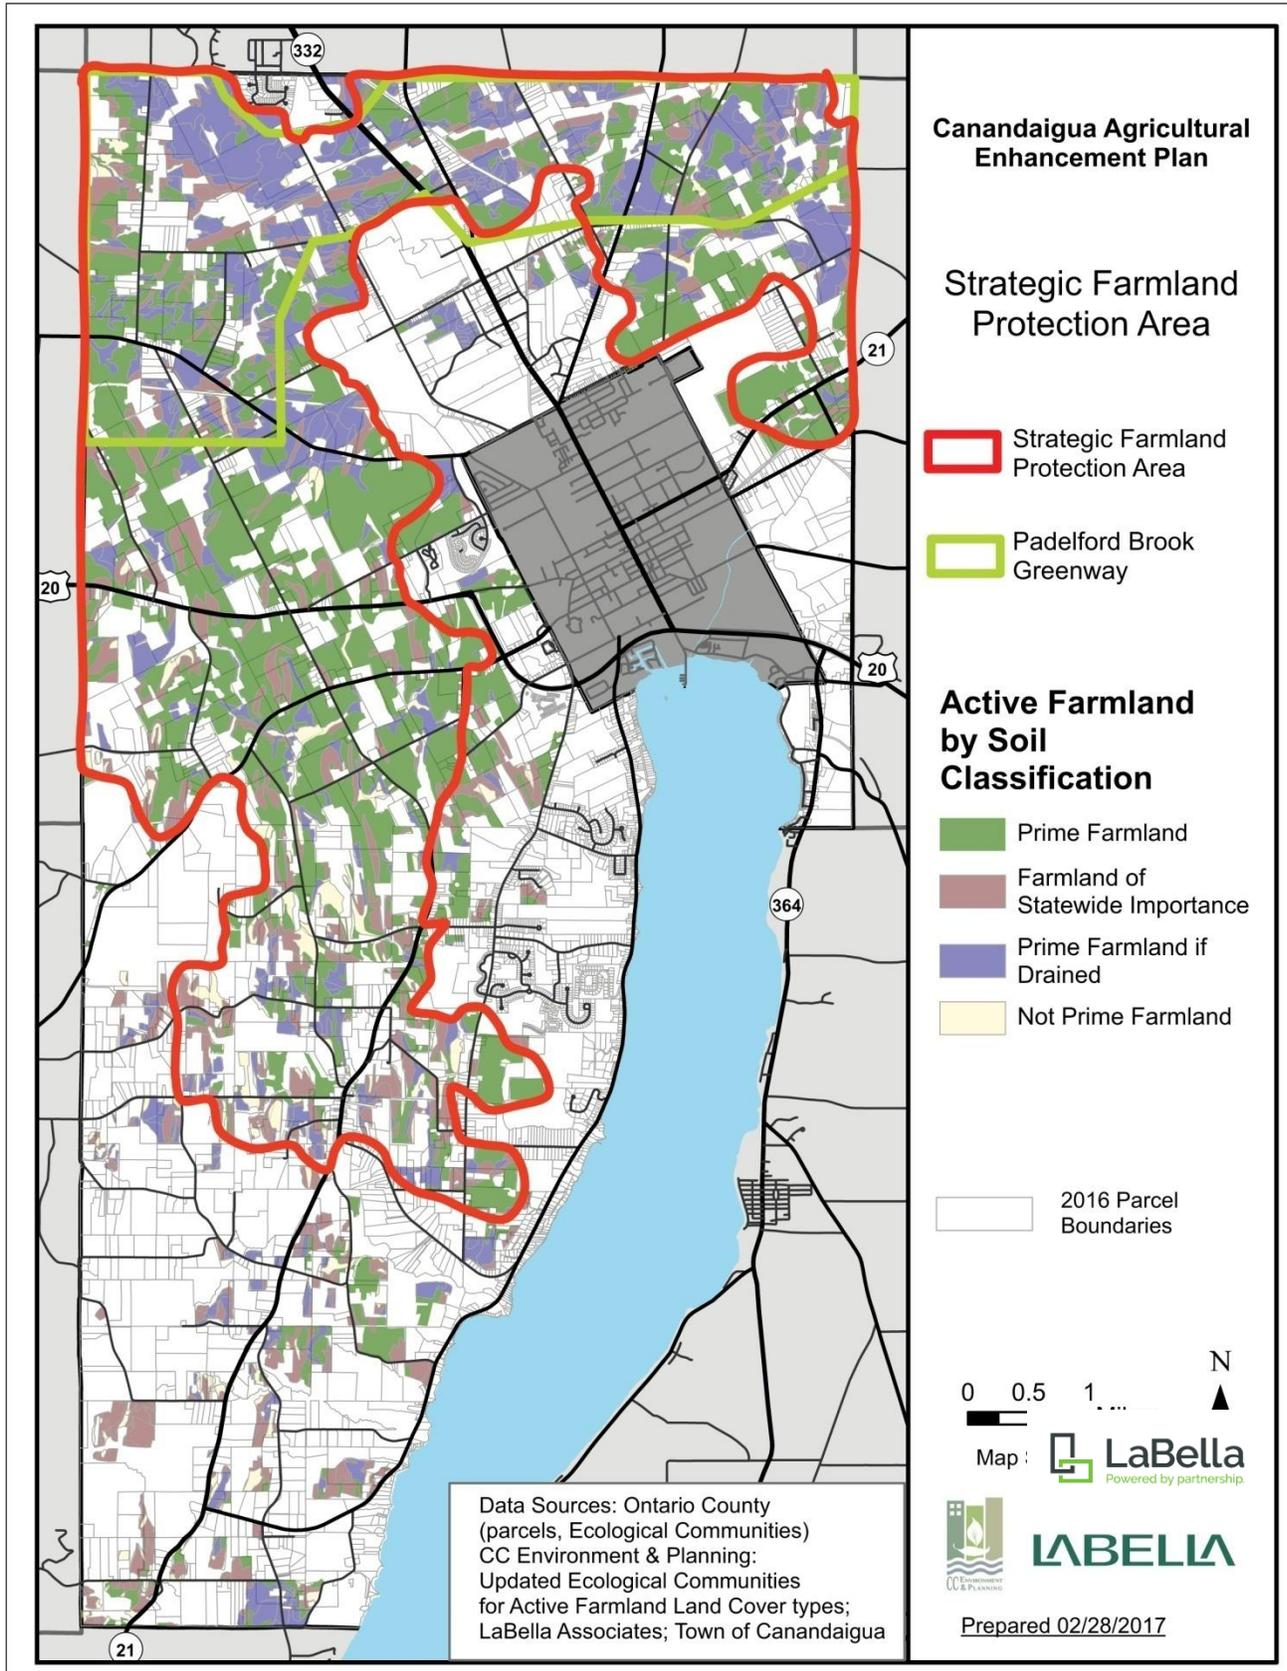 332
Canandaigua Agricultural
Enhancement Plan
Strategic Farmland
Protection Area
21
Strategic Farmland
Protection Area
Padelford Brook
Greenway
20
20
Active Farmland
by Soil
Classification
Prime Farmland
Farmland of
Statewide Importance
364
Prime Farmland if
Drained
Not Prime Farmland
2016 Parcel
Boundaries
N
0 0.5 1
Map
LaBella
Powered by partnership.
Data Sources: Ontario County
(parcels, Ecological Communities)
CC Environment & Planning:
Updated Ecological Communities
for Active Farmland Land Cover types;
LaBella Associates; Town of Canandaigua
CC ENVIRONMENT
& PLANNING
LABELLA
Prepared 02/28/2017
21